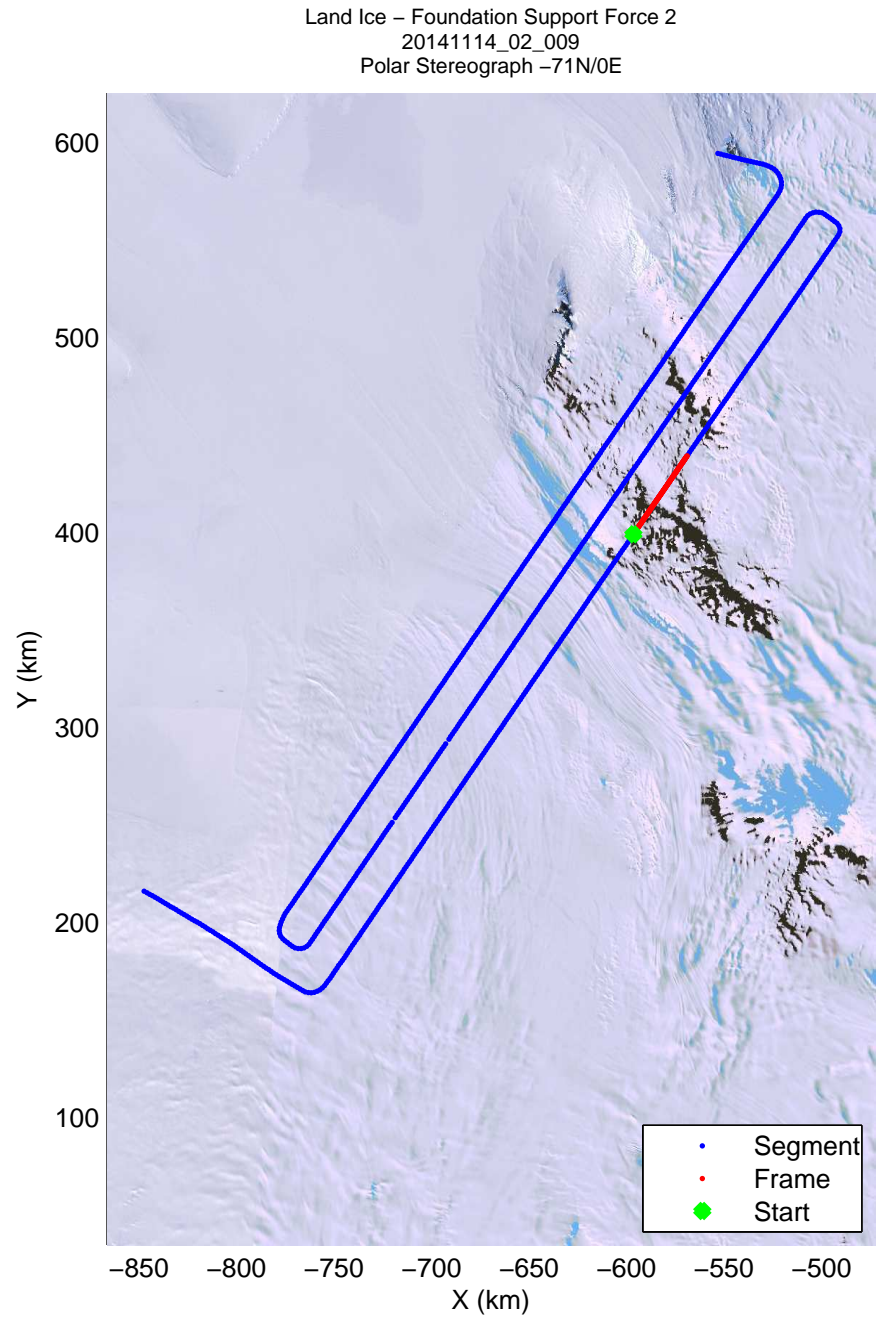 Land Ice − Foundation Support Force 2
20141114_02_009
Polar Stereograph −71N/0E
600
500
400
300
200
100
Y (km)
−850 −800 −750 −700 −650 −600 −550 −500
X (km)
Segment
Frame
Start